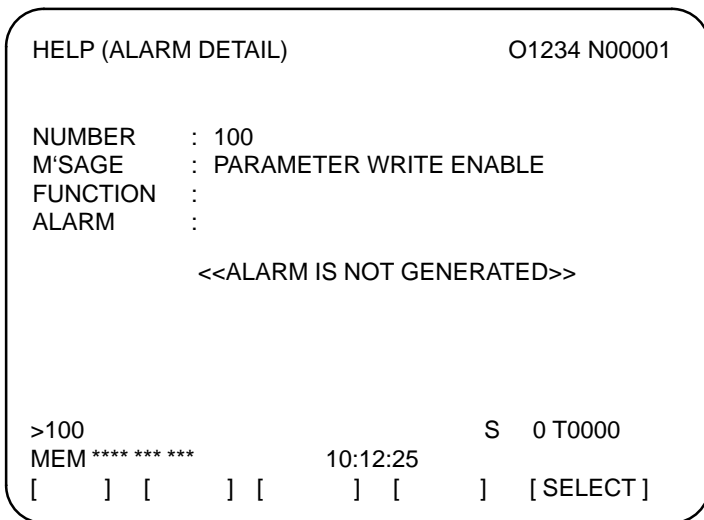 HELP (ALARM DETAIL) O1234 N00001
NUMBER : 100
M‘SAGE : PARAMETER WRITE ENABLE
FUNCTION :
ALARM :
<<ALARM IS NOT GENERATED>>
>100 S 0 T0000
MEM **** *** *** 10:12:25
[ ] [ ] [ ] [ ] [ SELECT ]